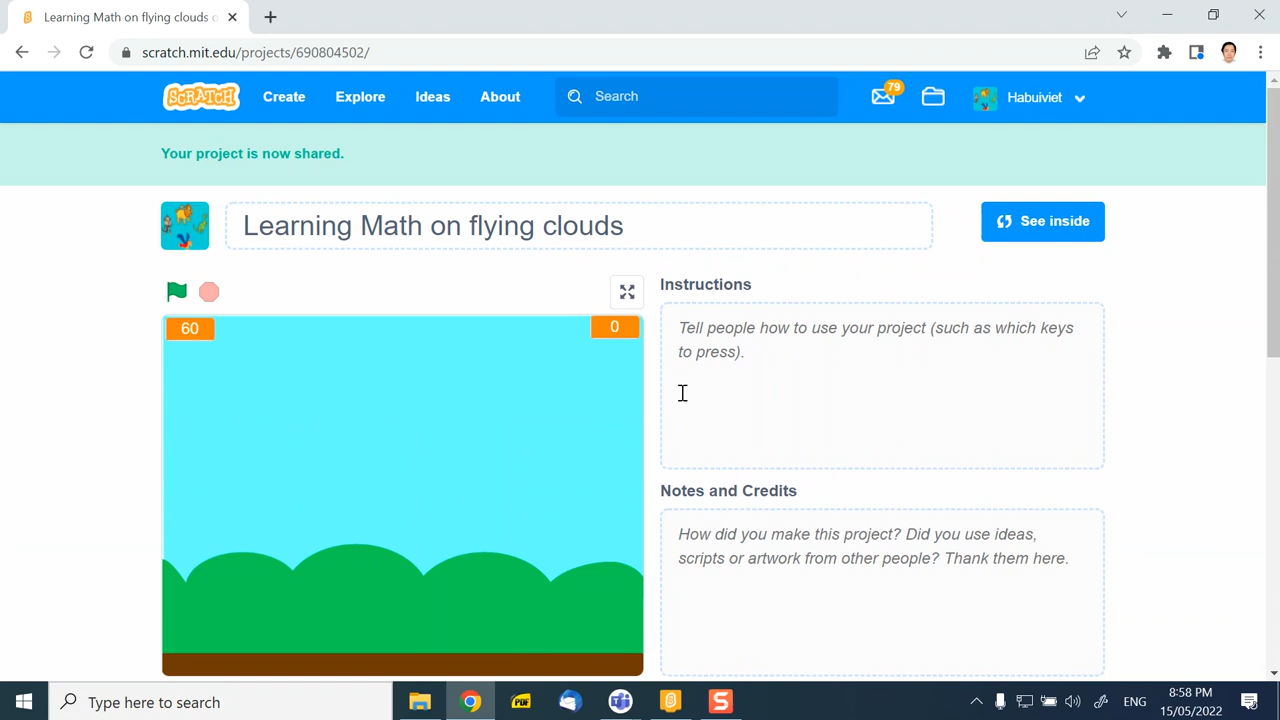 Learning Math on flying clouds o
scratch.mit.edu/projects/690804502/
SCRATCH
Create
Explore
Ideas
About
Search
79
Habuiviet
Your project is now shared.
Learning Math on flying clouds
See inside
60
0
Instructions
Tell people how to use your project (such as which keys
to press).
Notes and Credits
How did you make this project? Did you use ideas,
scripts or artwork from other people? Thank them here.
Type here to search
PDF
S
ENG
8:58 PM
15/05/2022